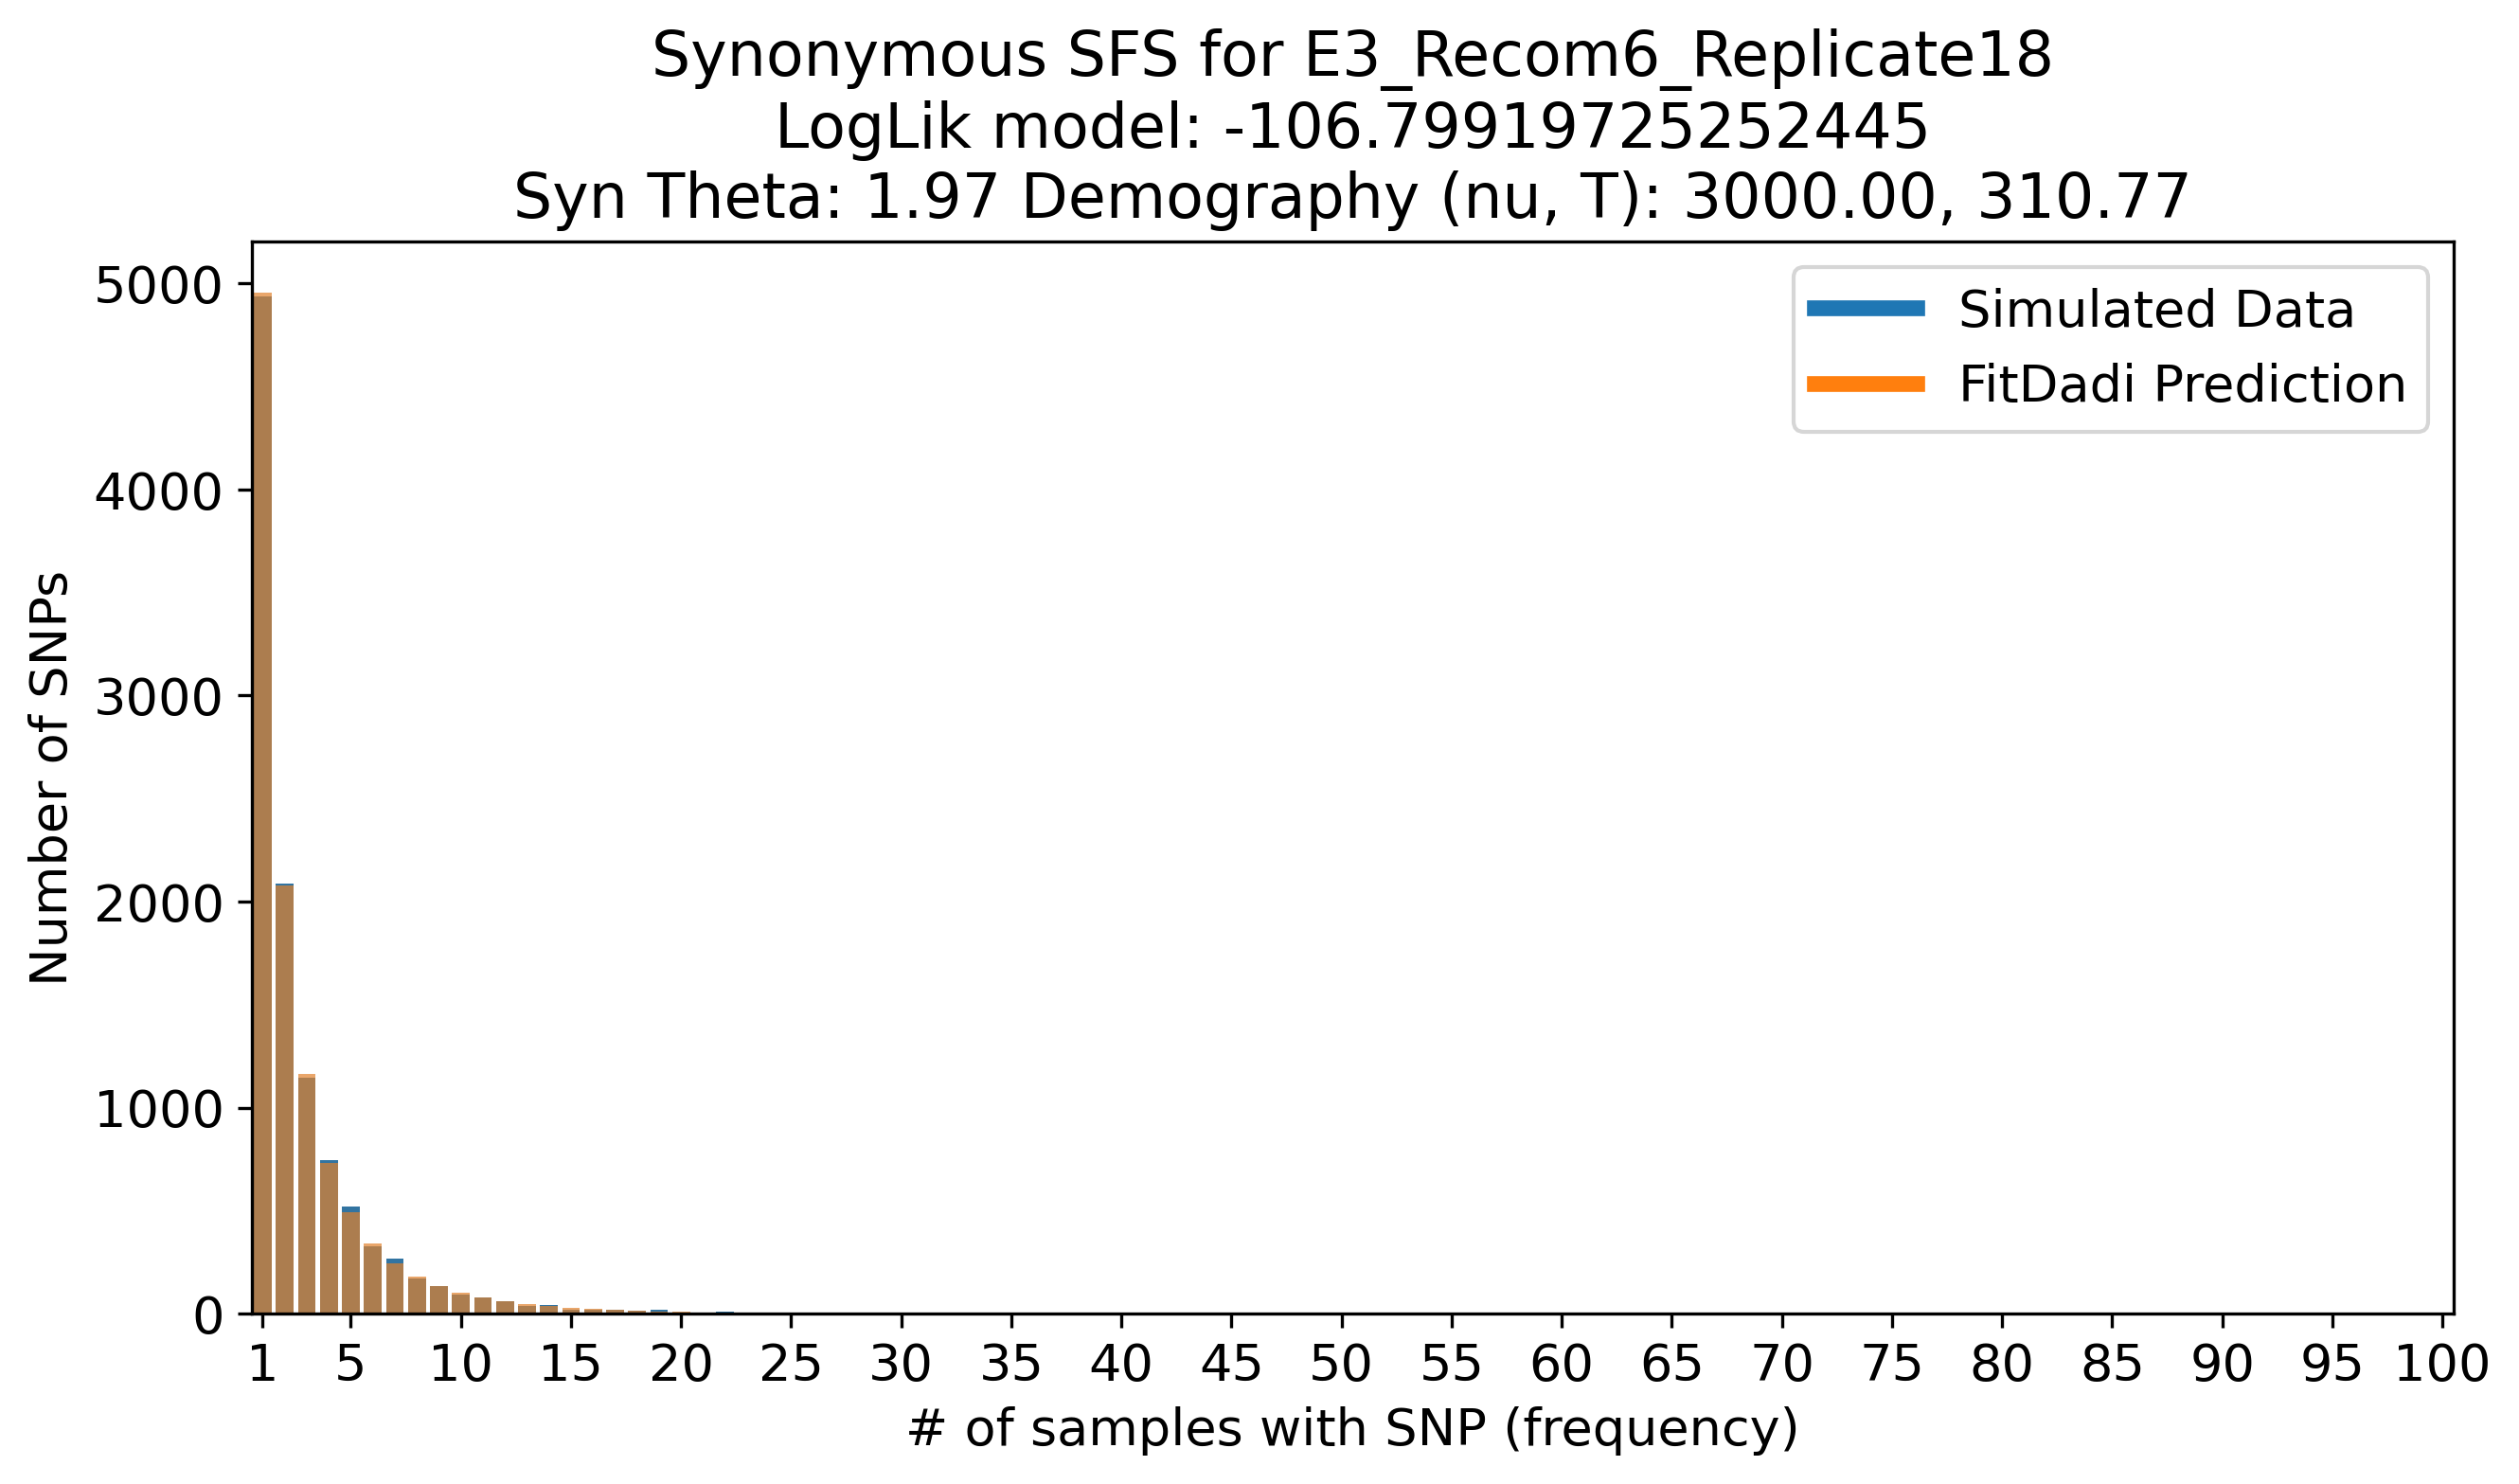 Synonymous SFS for E3_Recom6_Replicate18
LogLik model: -106.79919725252445
Syn Theta: 1.97 Demography (nu, T): 3000.00, 310.77
Simulated Data
FitDadi Prediction
Number of SNPs
5000
4000
3000
2000
1000
0
1 5 10 15 20 25 30 35 40 45 50 55 60 65 70 75 80 85 90 95 100
# of samples with SNP (frequency)